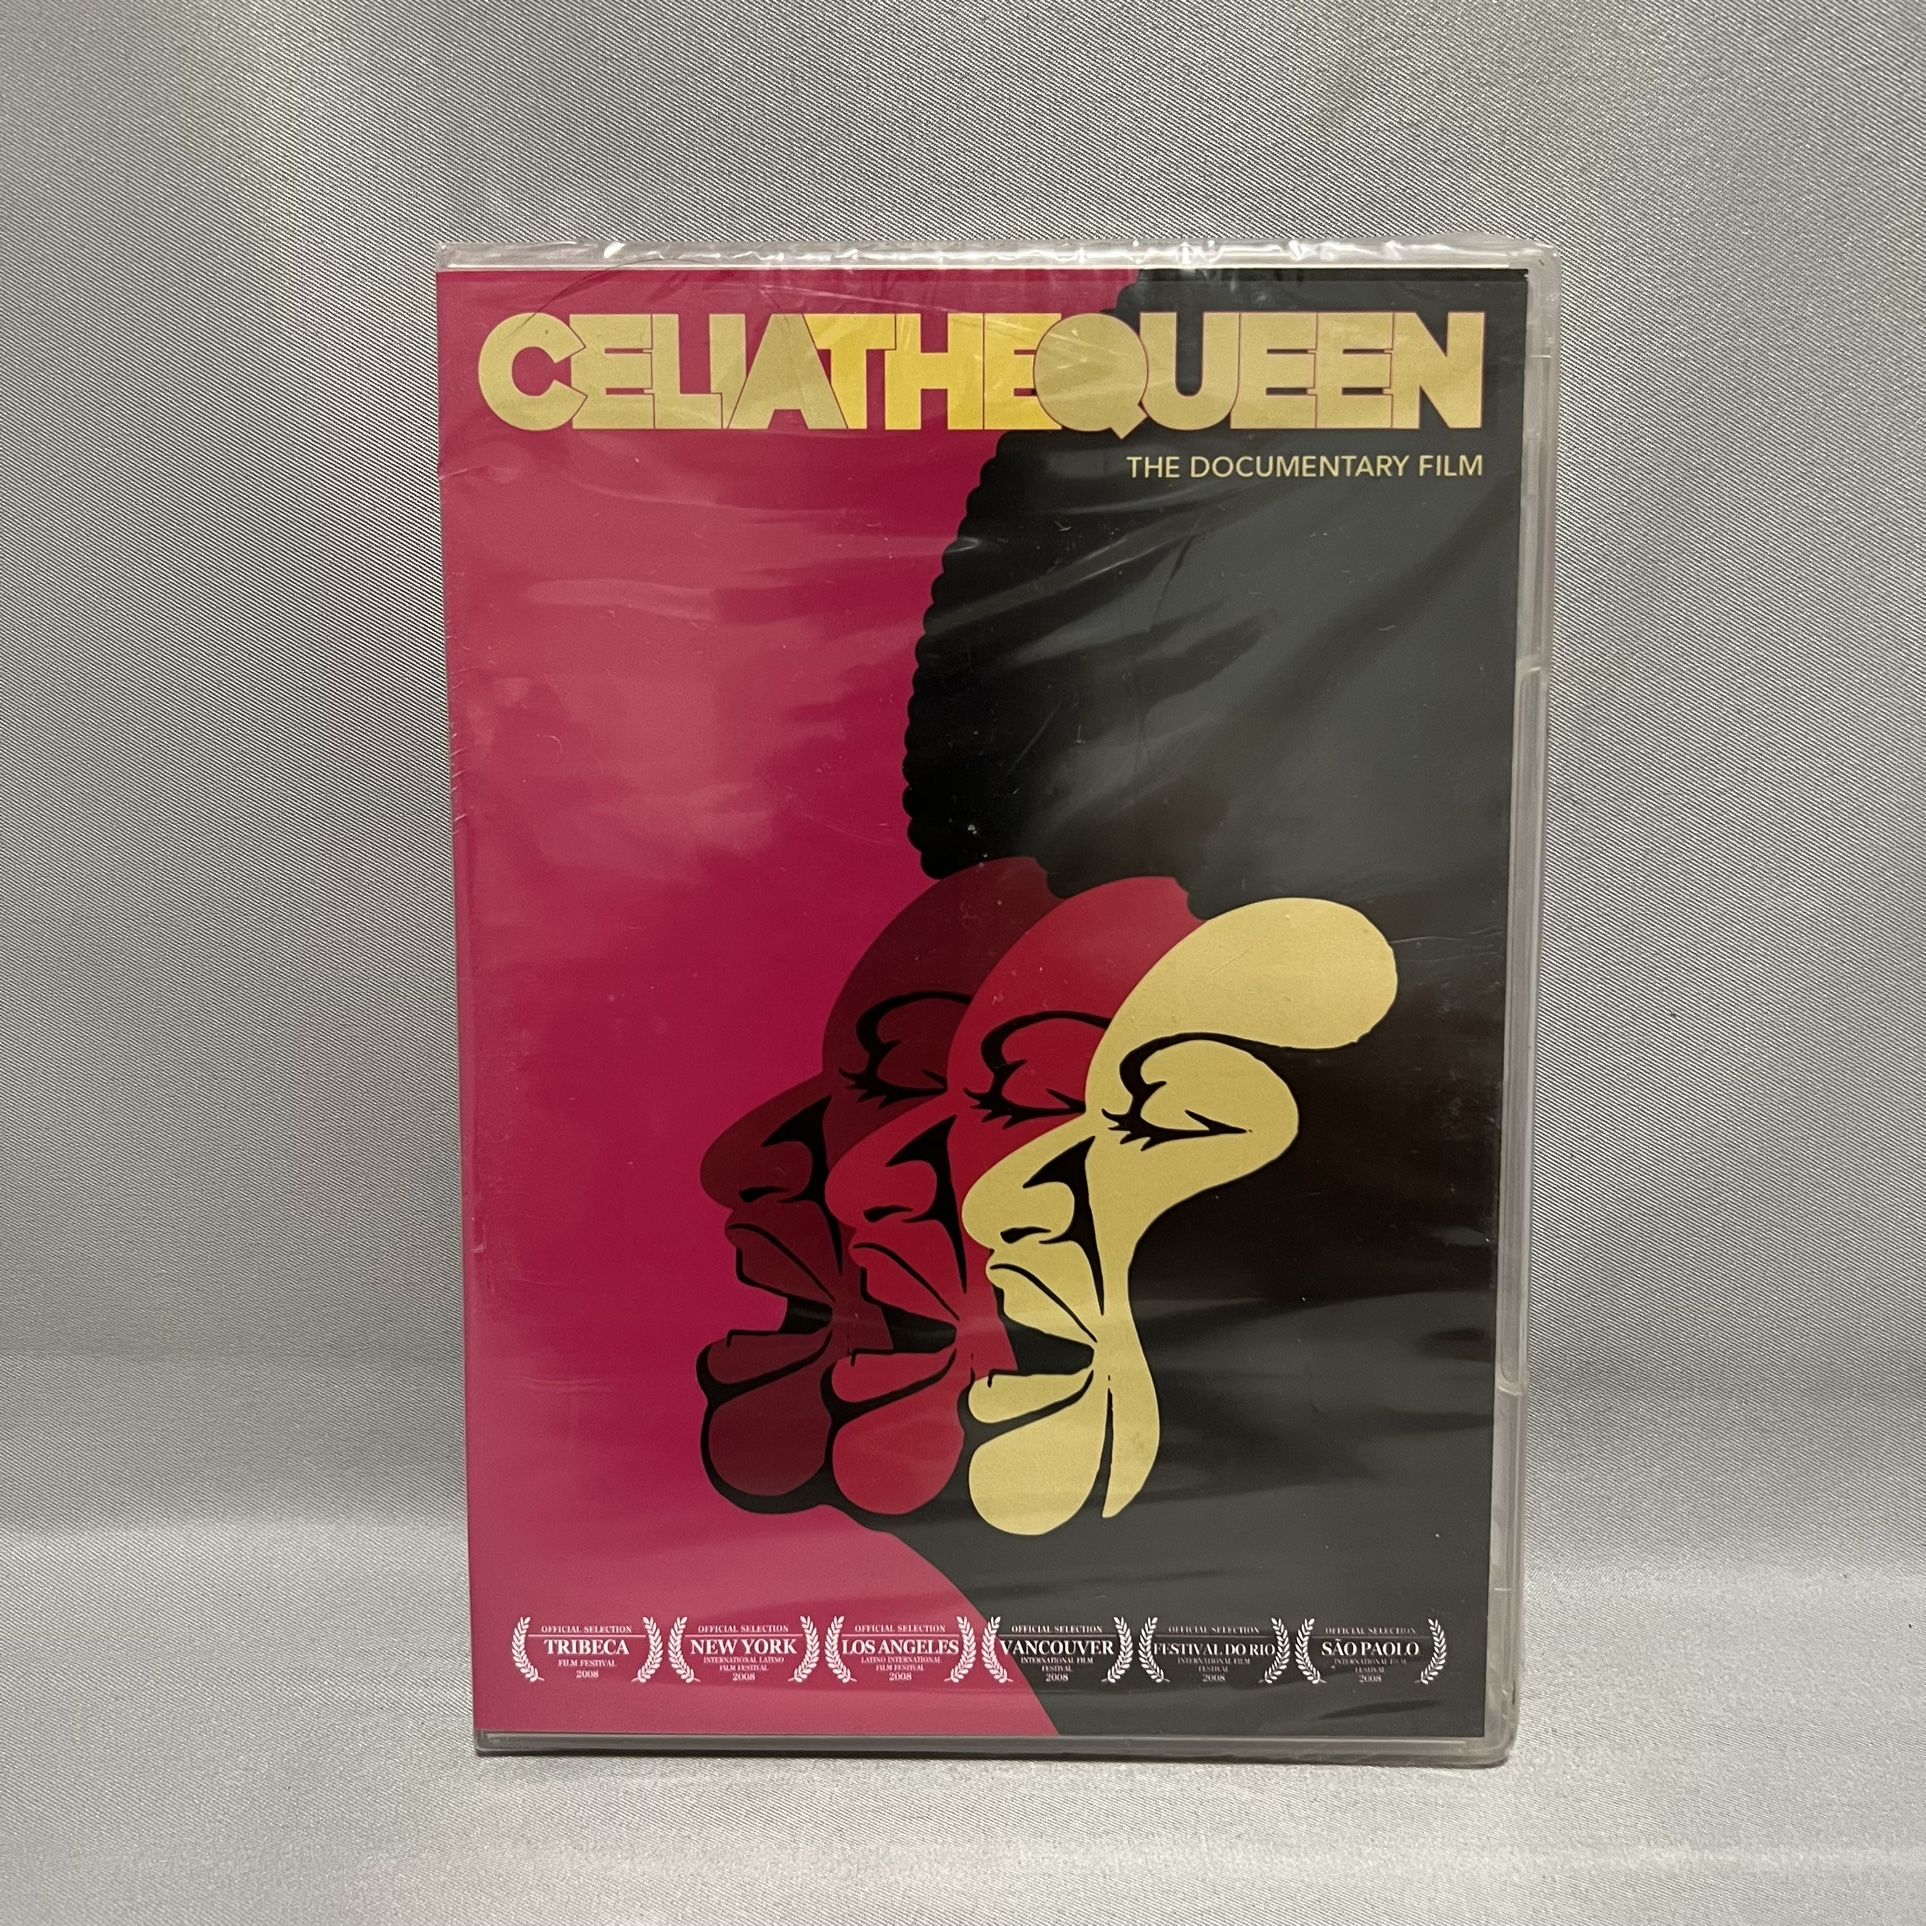 CELIATHEQUEEN
THE DOCUMENTARY FILM
OFFICIAL SELECTION
TRIBECA
FILM FESTIVAL
2008
OFFICIAL SELECTION
NEW YORK
INTERNATIONAL LATINO
FILM FESTIVAL
2008
OFFICIAL SELECTION
LOS ANGELES
LATINO INTERNATIONAL
FILM FESTIVAL
2008
OFFICIAL SELECTION
VANCOUVER
INTERNATIONAL FILM
FESTIVAL
2008
OFFICIAL SELECTION
FESTIVAL DO RIO
INTERNATIONAL FILM
FESTIVAL
2008
OFFICIAL SELECTION
SÃO PAOLO
INTERNATIONAL FILM
FESTIVAL
2008